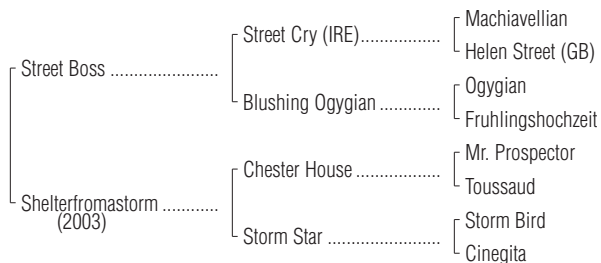 Machiavellian
Street Cry (IRE)..................
Helen Street (GB)
Street Boss ........................
Ogygian
Blushing Ogygian ..............
Fruhlingshochzeit
Mr. Prospector
Chester House ...................
Toussaud
Shelterfromastorm ............
(2003)
Storm Bird
Storm Star .........................
Cinegita